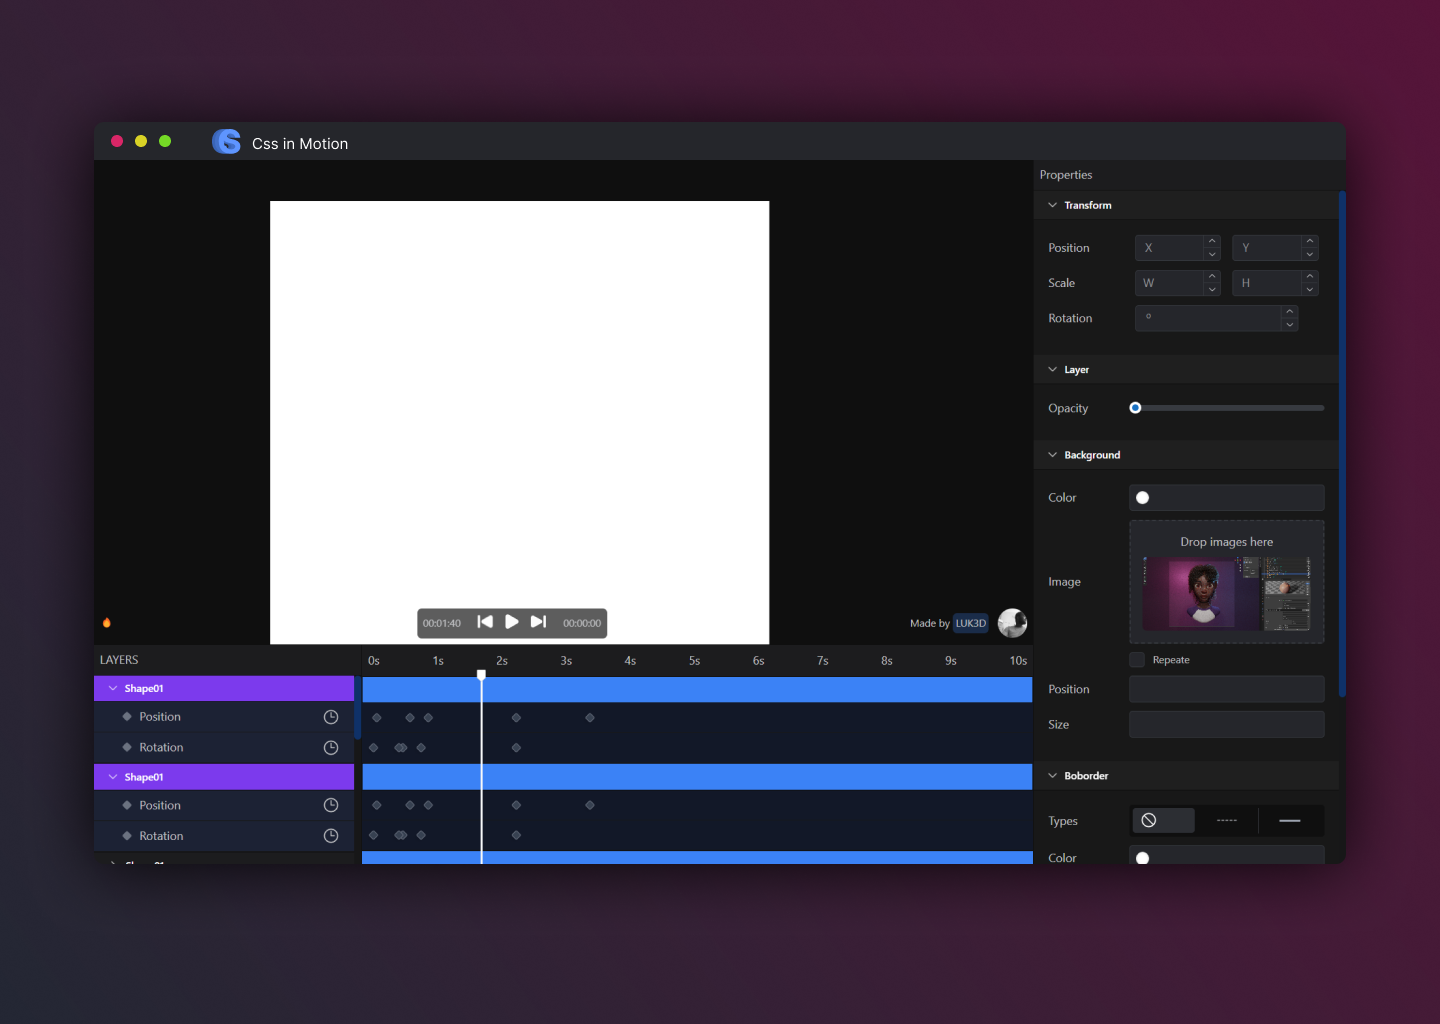 Css in Motion
Properties
Transform
Position X Y
Scale W H
Rotation °
Layer
Opacity
Background
Color
Drop images here
Image
Repeate
Position
Size
Boborder
Types
Color
00:01:40 00:00:00
Made by LUK3D
LAYERS
0s 1s 2s 3s 4s 5s 6s 7s 8s 9s 10s
Shape01
Position
Rotation
Shape01
Position
Rotation